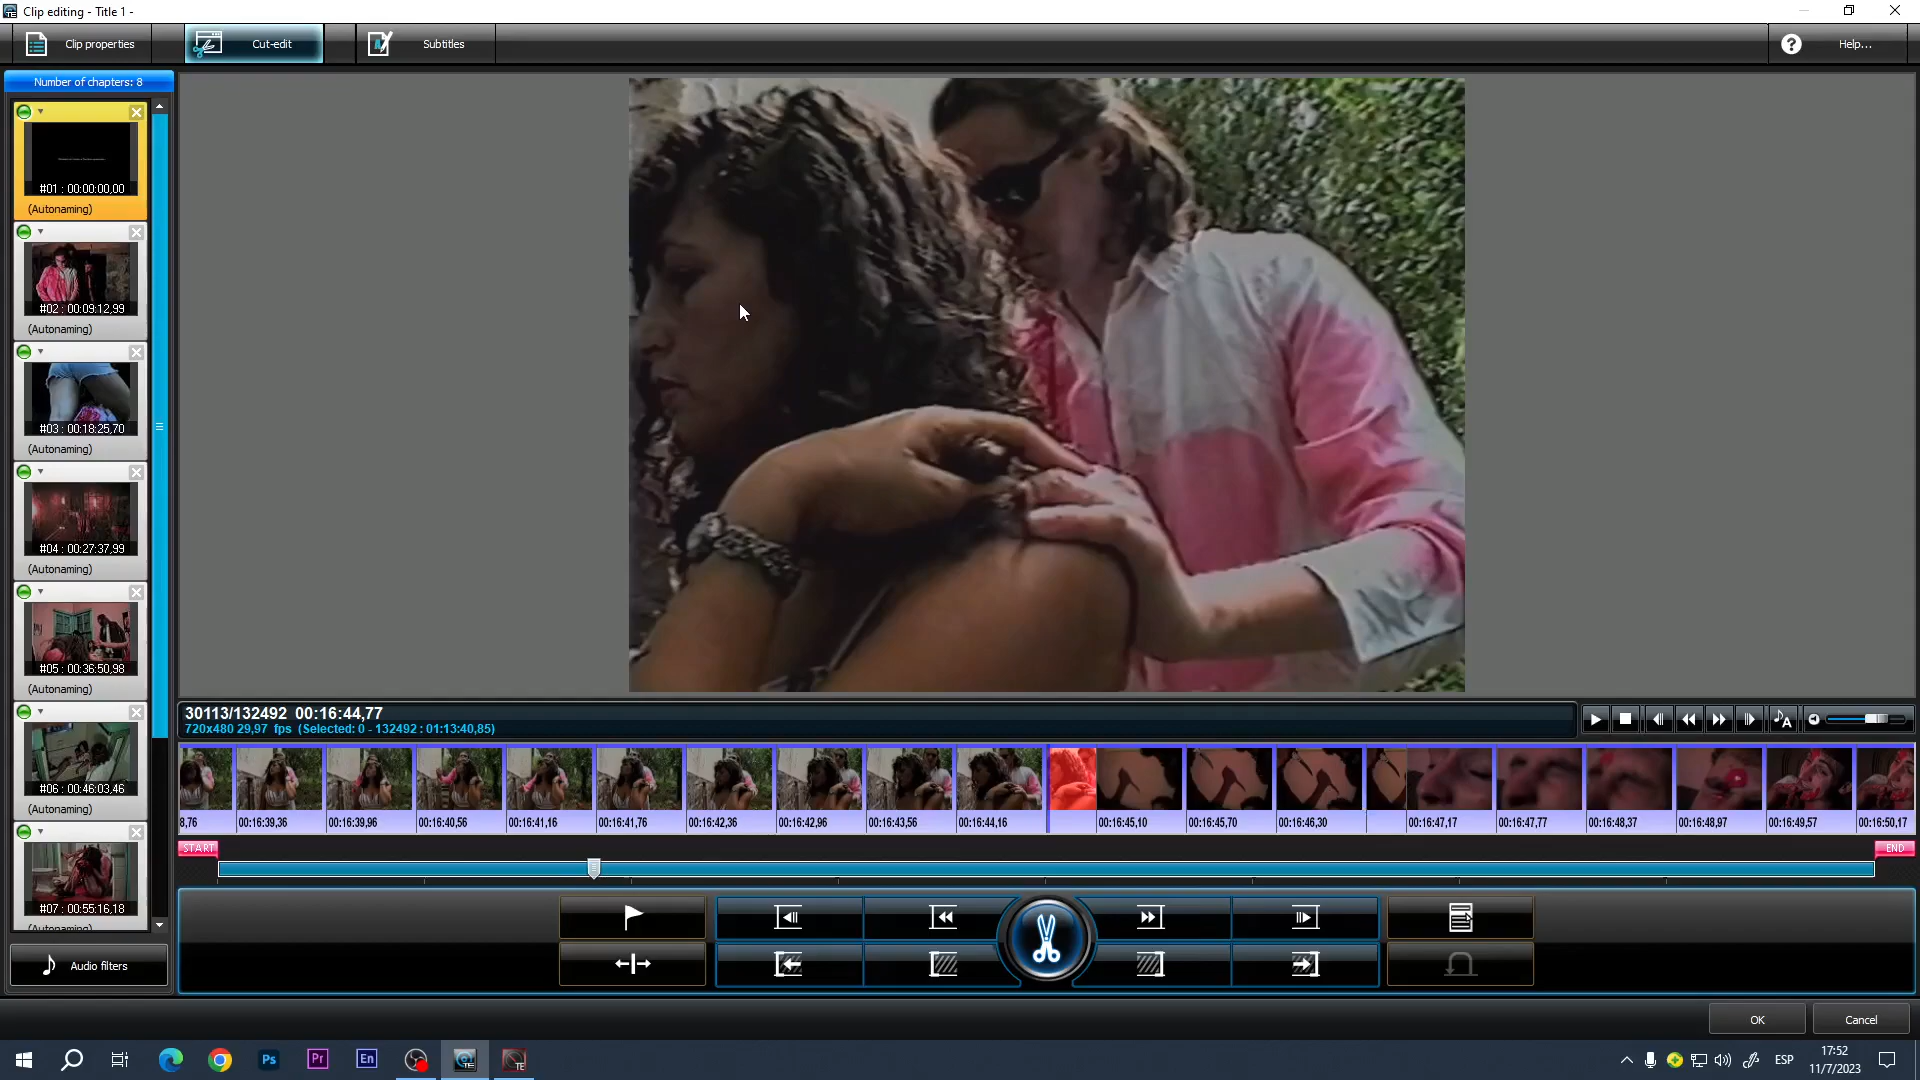 Clip editing - Title 1 -
Clip properties
Cut-edit
Subtitles
Help...
Number of chapters: 8
#01 : 00:00:00,00
(Autonaming)
#02 : 00:09:12,99
(Autonaming)
#03 : 00:18:25,70
(Autonaming)
#04 : 00:27:37,99
(Autonaming)
#05 : 00:36:50,98
(Autonaming)
#06 : 00:46:03,46
(Autonaming)
#07 : 00:55:16,18
(Autonaming)
30113/132492 00:16:44,77
720x480 29,97 fps (Selected: 0 - 132492 : 01:13:40,85)
8,76 00:16:39,36 00:16:39,96 00:16:40,56 00:16:41,16 00:16:41,76 00:16:42,36 00:16:42,96 00:16:43,56 00:16:44,16 00:16:45,10 00:16:45,70 00:16:46,30 00:16:47,17 00:16:47,77 00:16:48,37 00:16:48,97 00:16:49,57 00:16:50,17
START
END
Audio filters
OK
Cancel
Ps
Pr
En
TE
TE
ESP
17:52
11/7/2023